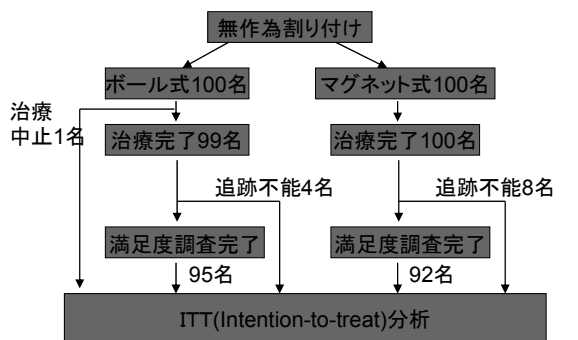 無作為割り付け
ボール式100名
マグネット式100名
治療
中止1名
治療完了99名
治療完了100名
追跡不能4名
追跡不能8名
満足度調査完了
満足度調査完了
95名
92名
ITT(Intention-to-treat)分析